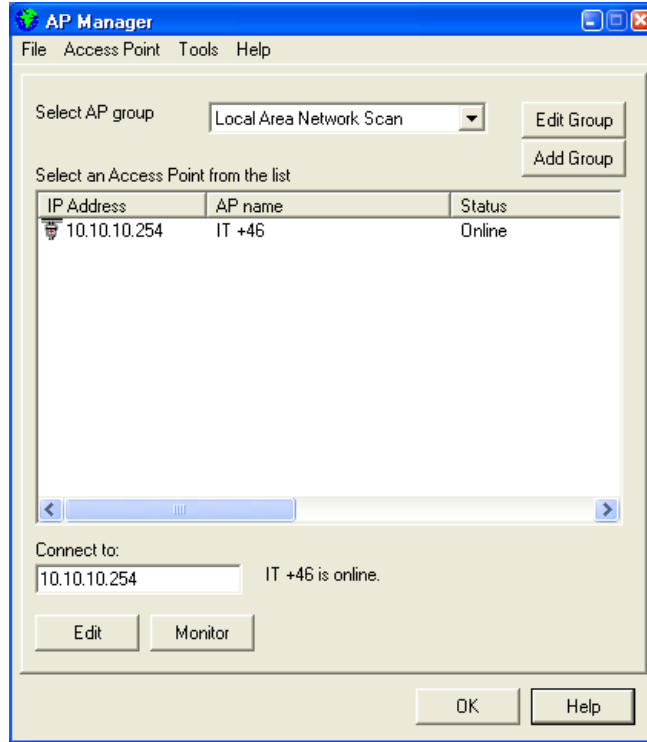 AP Manager
File Access Point Tools Help
Select AP group
Local Area Network Scan
Edit Group
Add Group
Select an Access Point from the list
IP Address AP name Status
10.10.10.254 IT +46 Online
Connect to:
10.10.10.254
IT +46 is online.
Edit Monitor
OK Help